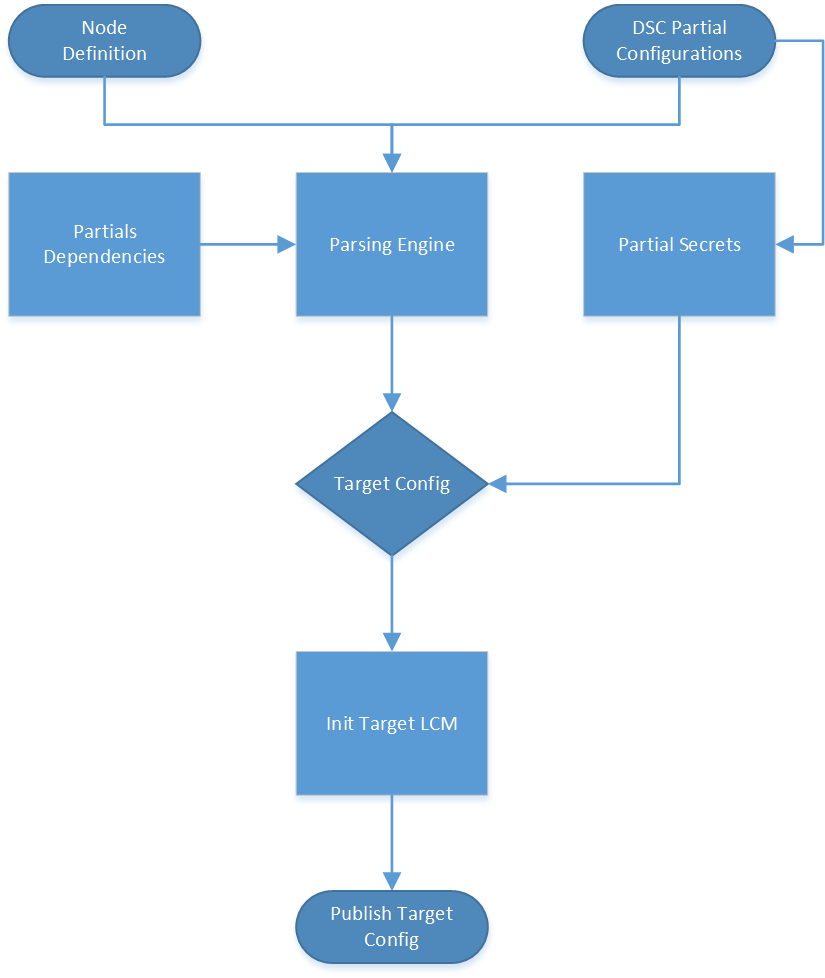 Node
Definition
DSC Partial
Configurations
Partials
Dependencies
Parsing Engine
Partial Secrets
Target Config
Init Target LCM
Publish Target
Config